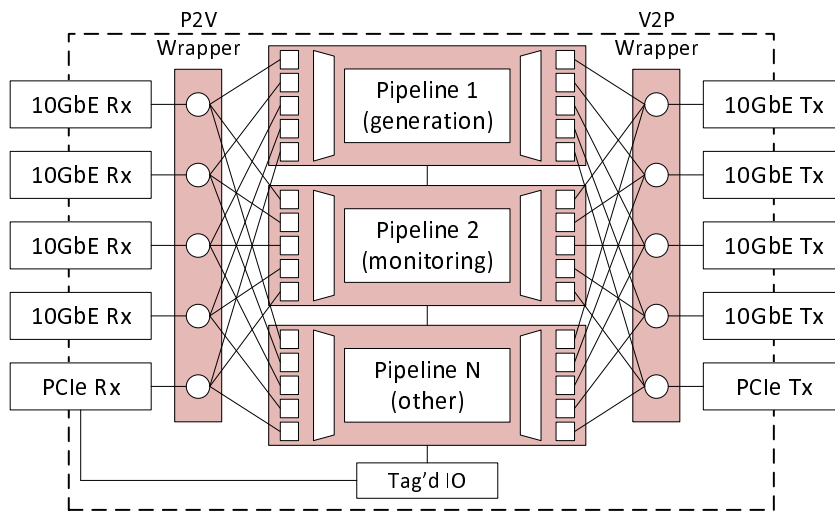 P2V
Wrapper
V2P
Wrapper
10GbE Rx
10GbE Rx
10GbE Rx
10GbE Rx
PCIe Rx
Pipeline 1
(generation)
Pipeline 2
(monitoring)
Pipeline N
(other)
Tag'd IO
10GbE Tx
10GbE Tx
10GbE Tx
10GbE Tx
PCIe Tx